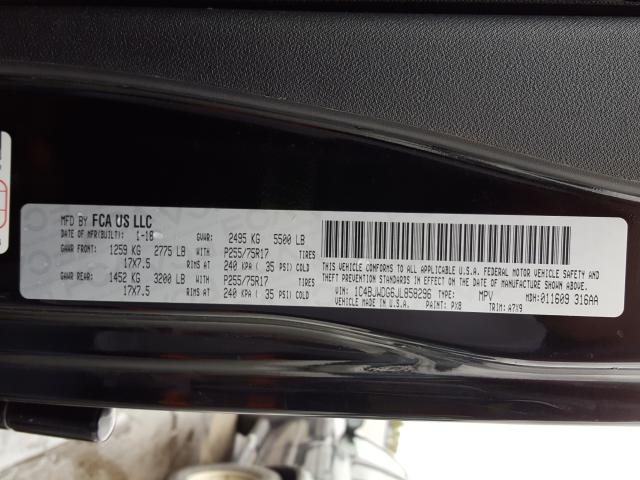 MFD BY FCA US LLC
DATE OF MFR(BUILT): 1-18 GVWR: 2495 KG 5500 LB
GAWR FRONT: 1259 KG 2775 LB WITH P255/75R17 TIRES
17X7.5 RIMS AT 240 KPA ( 35 PSI) COLD
GAWR REAR: 1452 KG 3200 LB WITH P255/75R17 TIRES
17X7.5 RIMS AT 240 KPA ( 35 PSI) COLD
THIS VEHICLE CONFORMS TO ALL APPLICABLE U.S.A. FEDERAL MOTOR VEHICLE SAFETY AND
THEFT PREVENTION STANDARDS IN EFFECT ON THE DATE OF MANUFACTURE SHOWN ABOVE.
VIN: 1C4BJWDG6JL858296 TYPE: MPV MDH: 011609 316AA
MADE IN U.S.A. PAINT: PX8 TRIM: A7X9